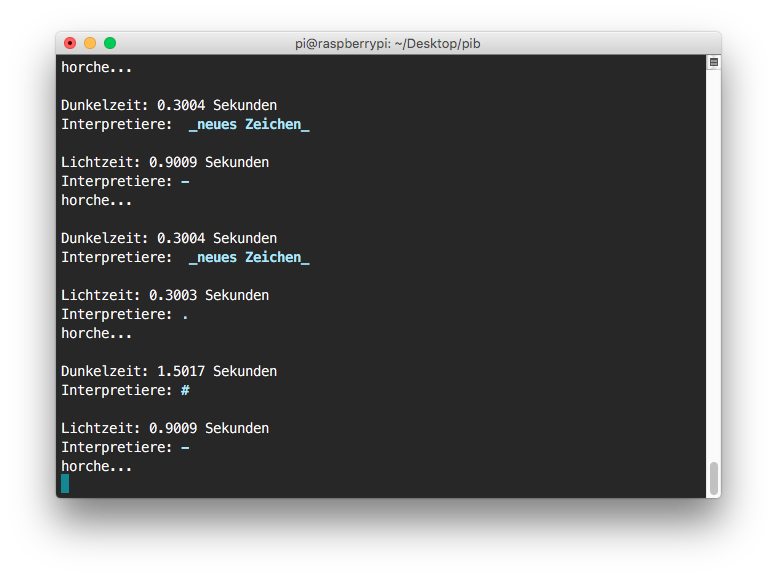 pi@raspberrypi: ~/Desktop/pib
horche...
Dunkelzeit: 0.3004 Sekunden
Interpretiere:  _neues Zeichen_
Lichtzeit: 0.9009 Sekunden
Interpretiere: -
horche...
Dunkelzeit: 0.3004 Sekunden
Interpretiere:  _neues Zeichen_
Lichtzeit: 0.3003 Sekunden
Interpretiere: .
horche...
Dunkelzeit: 1.5017 Sekunden
Interpretiere: #
Lichtzeit: 0.9009 Sekunden
Interpretiere: -
horche...